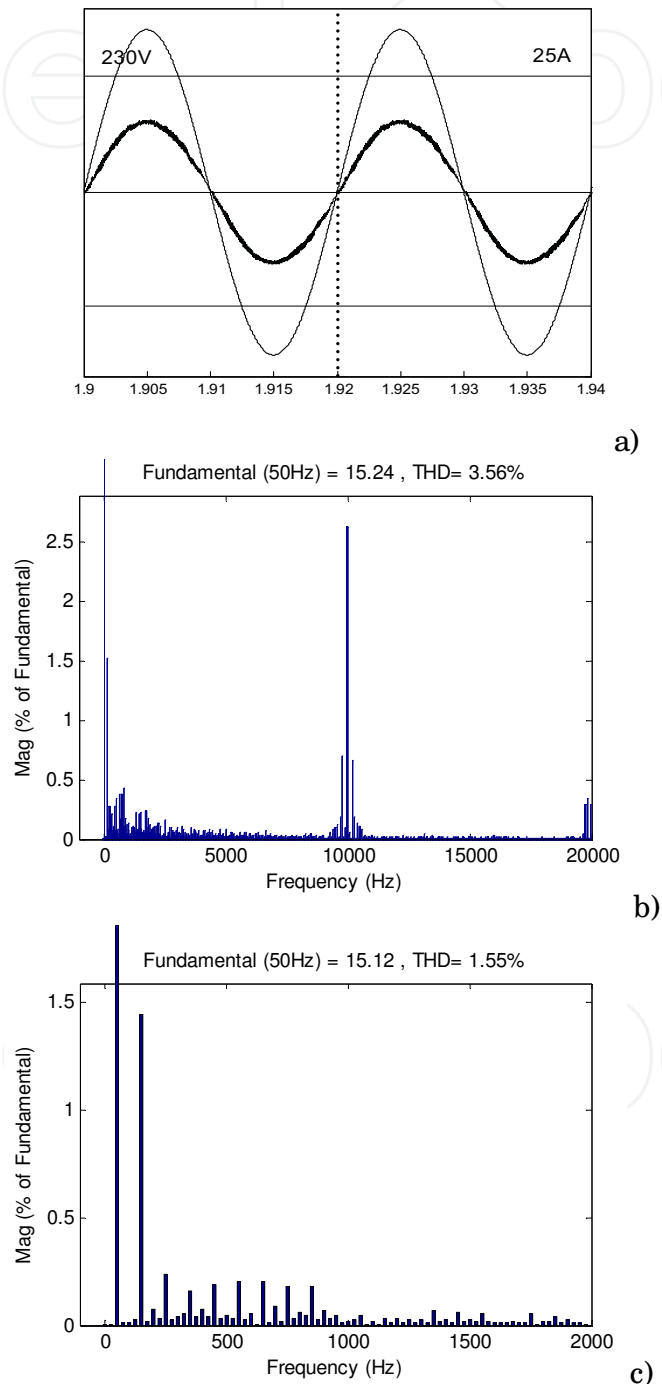 230V 25A
1.9 1.905 1.91 1.915 1.92 1.925 1.93 1.935 1.94
a)
Fundamental (50Hz) = 15.24 , THD= 3.56%
Mag (% of Fundamental)
2.5
2
1.5
1
0.5
0
0 5000 10000 15000 20000
Frequency (Hz)
b)
Fundamental (50Hz) = 15.12 , THD= 1.55%
Mag (% of Fundamental)
1.5
1
0.5
0
0 500 1000 1500 2000
Frequency (Hz)
c)